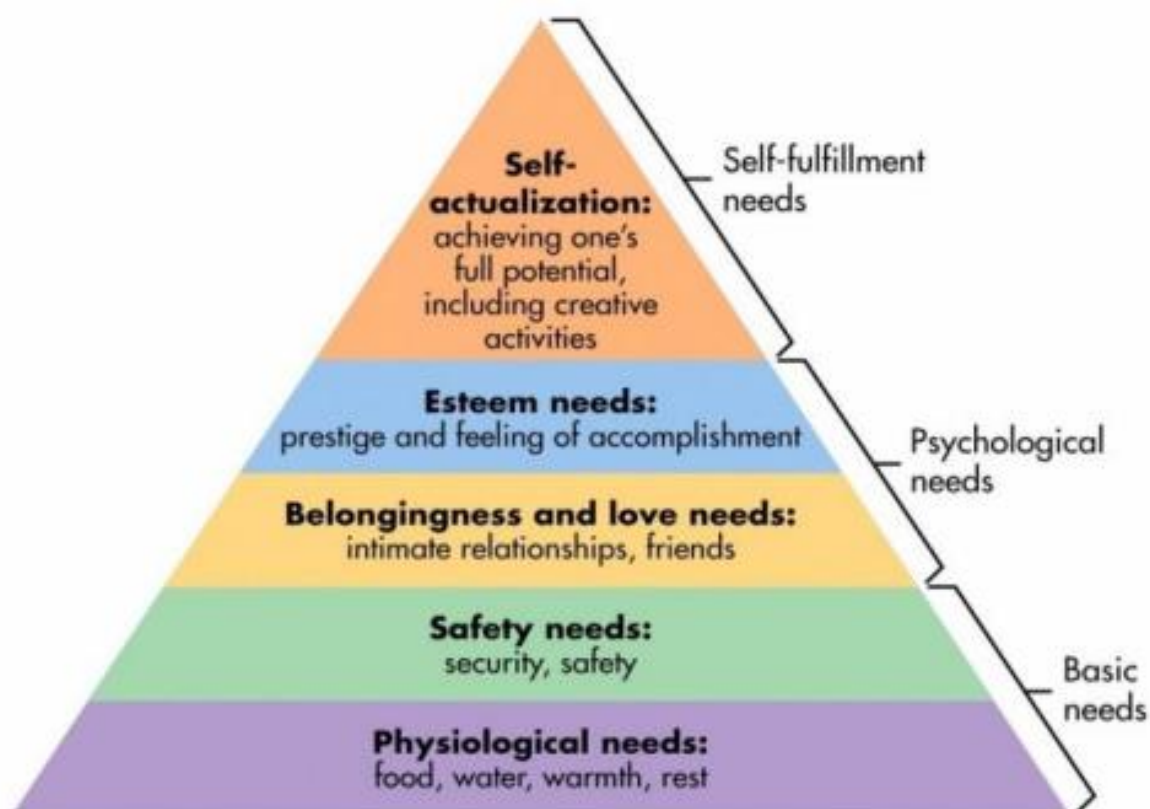 Self-
actualization:
achieving one's
full potential,
including creative
activities
Self-fulfillment
needs
Esteem needs:
prestige and feeling of accomplishment
Psychological
needs
Belongingness and love needs:
intimate relationships, friends
Safety needs:
security, safety
Basic
needs
Physiological needs:
food, water, warmth, rest